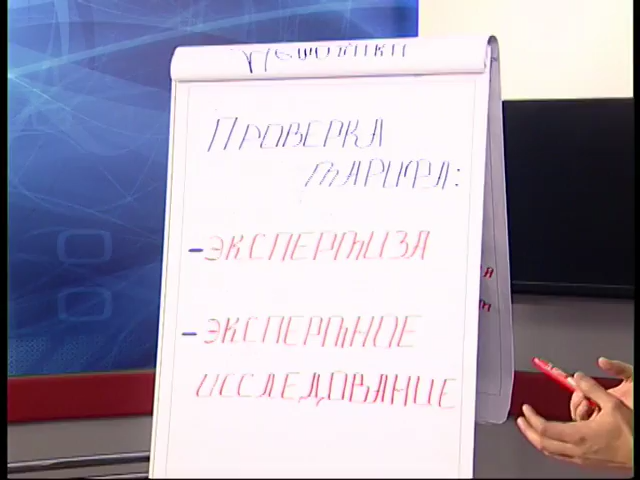 ПРОВЕРКА
ТАРИФА:
- ЭКСПЕРТИЗА
- ЭКСПЕРТНОЕ
ИССЛЕДОВАНИЕ